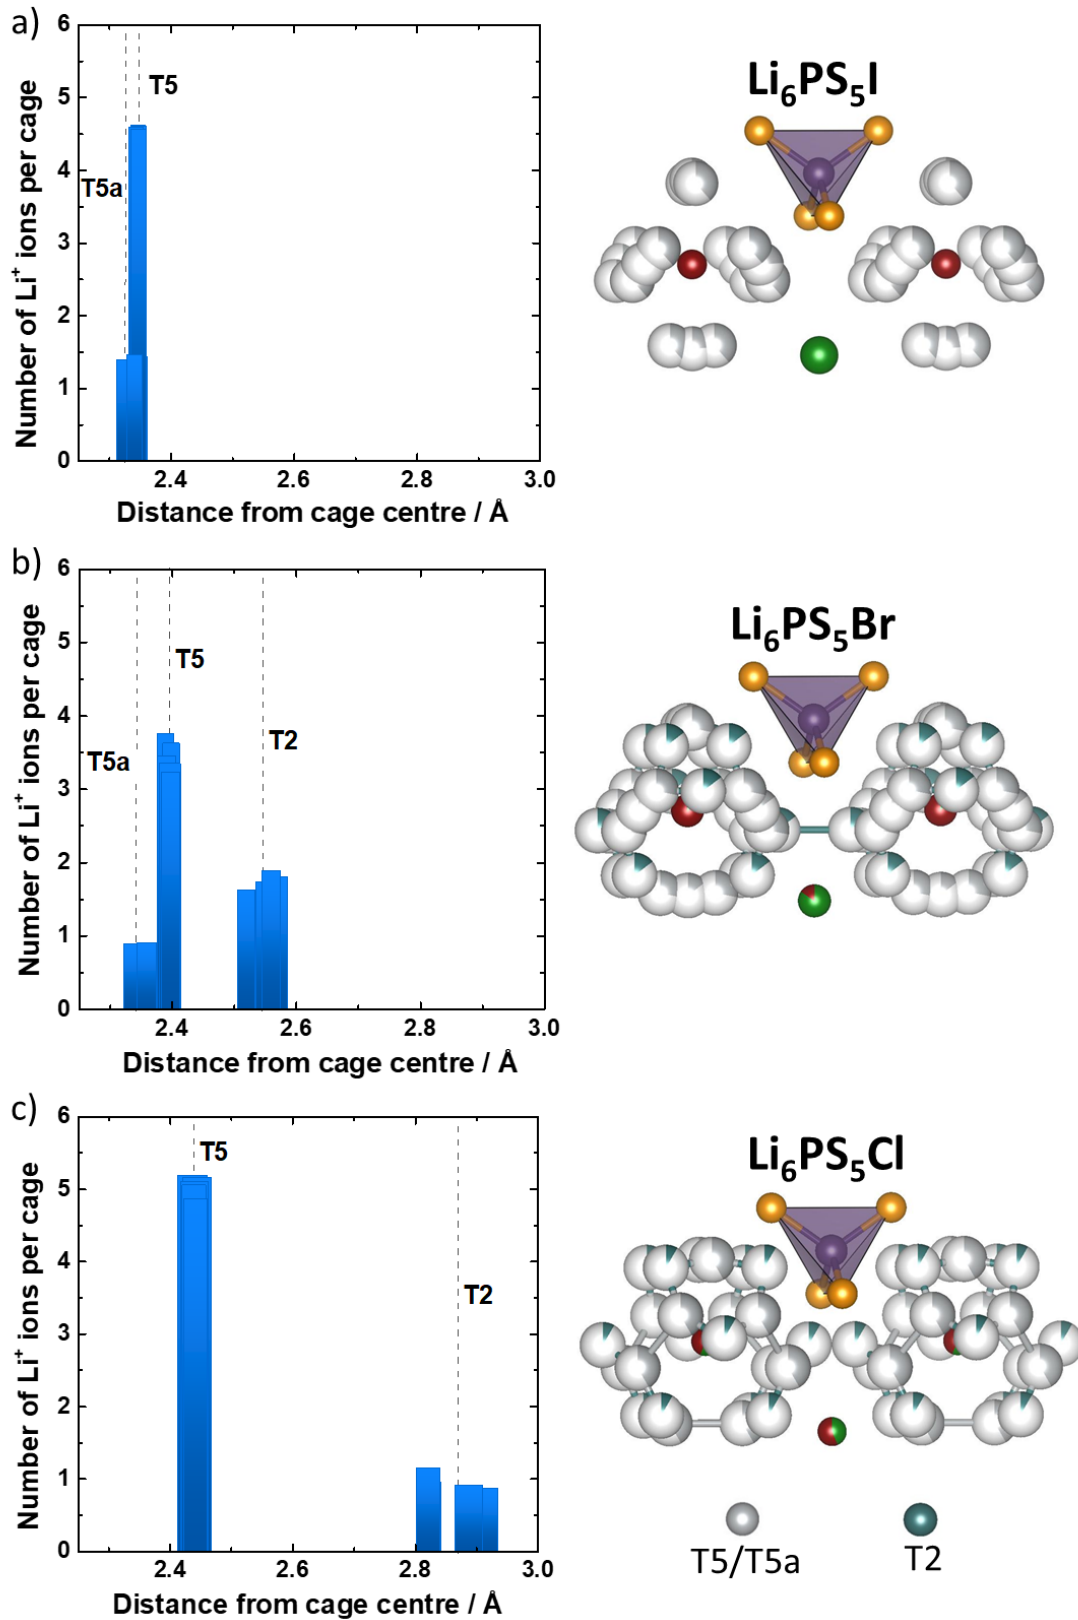 a)
Number of Li⁺ ions per cage
6
5
4
3
2
1
0
T5
T5a
2.4
2.6
2.8
3.0
Distance from cage centre / Å
Li₆PS₅I
b)
Number of Li⁺ ions per cage
6
5
4
3
2
1
0
T5
T5a
T2
2.4
2.6
2.8
3.0
Distance from cage centre / Å
Li₆PS₅Br
c)
Number of Li⁺ ions per cage
6
5
4
3
2
1
0
T5
T2
2.4
2.6
2.8
3.0
Distance from cage centre / Å
Li₆PS₅Cl
T5/T5a
T2